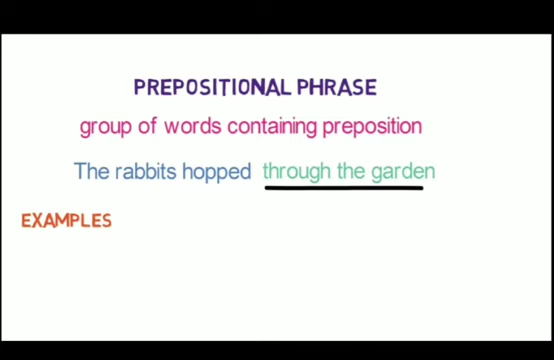 PREPOSITIONAL PHRASE
group of words containing preposition
The rabbits hopped through the garden
EXAMPLES